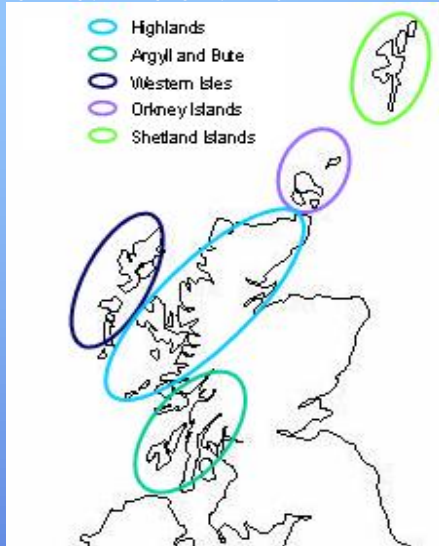 Highlands
Argyll and Bute
Western Isles
Orkney Islands
Shetland Islands